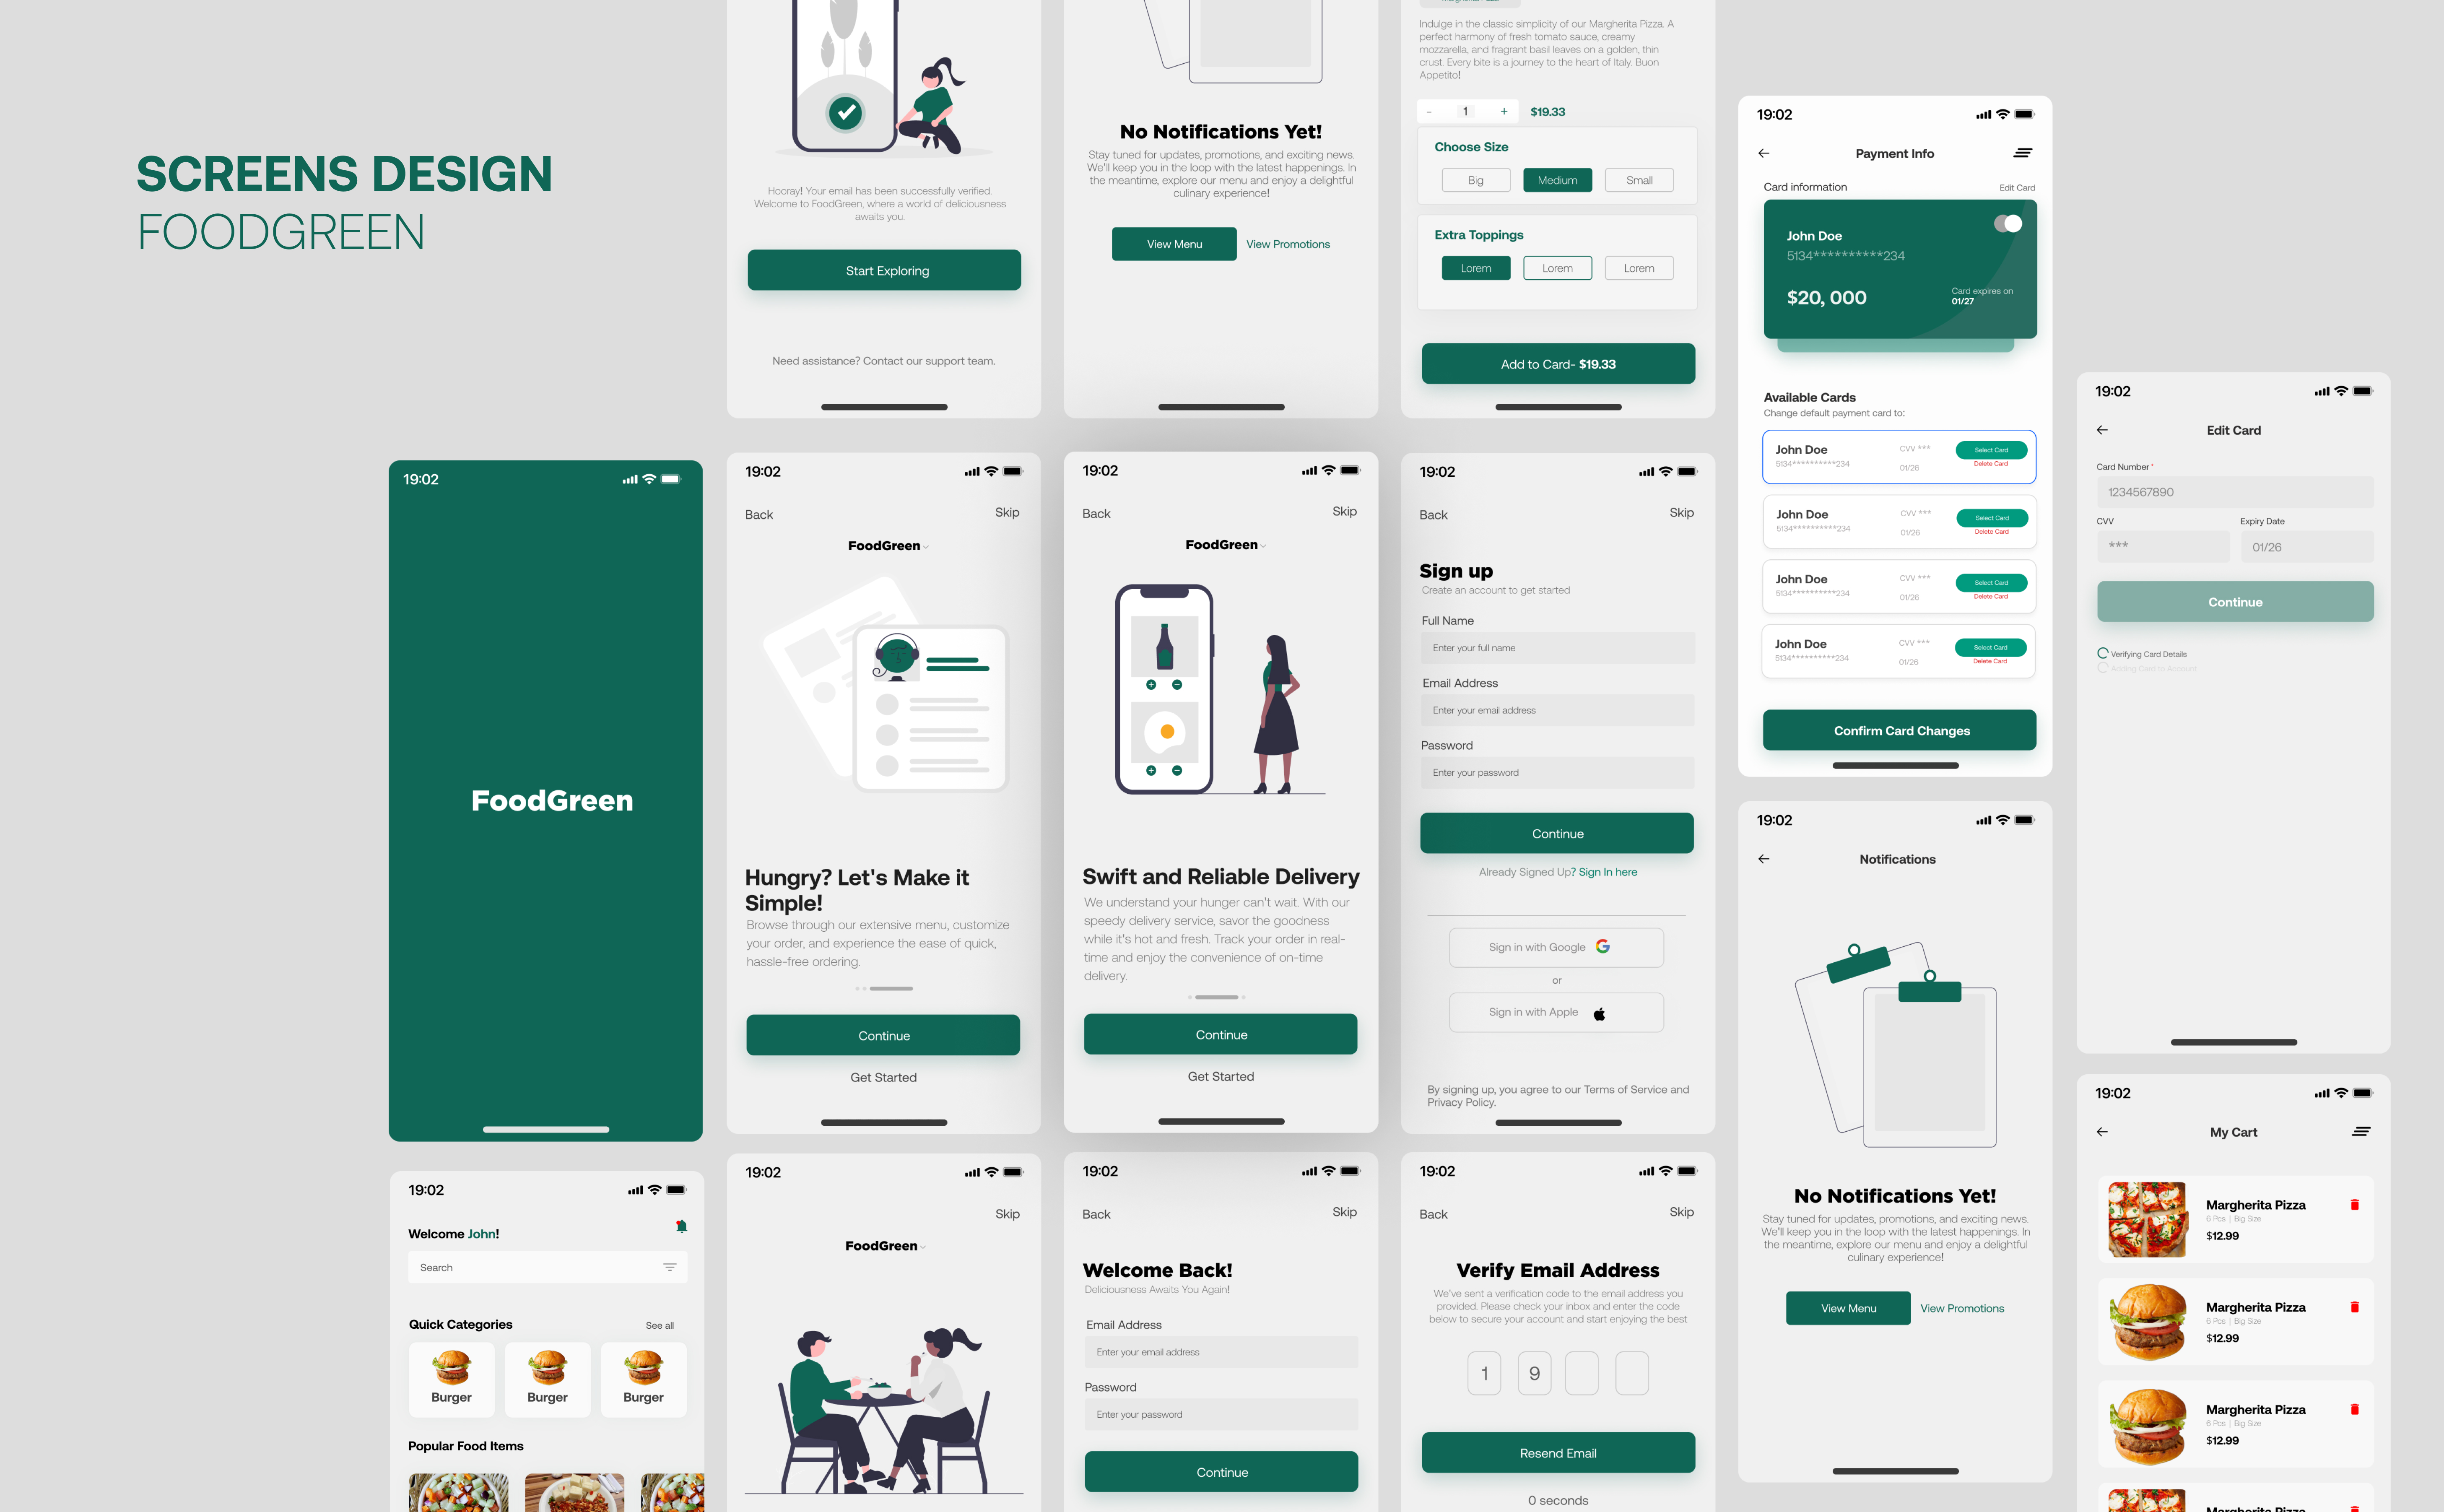 SCREENS DESIGN
FOODGREEN
Hooray! Your email has been successfully verified.
Welcome to FoodGreen, where a world of deliciousness
awaits you.
Start Exploring
Need assistance? Contact our support team.
No Notifications Yet!
Stay tuned for updates, promotions, and exciting news.
We'll keep you in the loop with the latest happenings. In
the meantime, explore our menu and enjoy a delightful
culinary experience!
View Menu
View Promotions
Indulge in the classic simplicity of our Margherita Pizza. A
perfect harmony of fresh tomato sauce, creamy
mozzarella, and fragrant basil leaves on a golden, thin
crust. Every bite is a journey to the heart of Italy. Buon
Appetito!
- 1 + $19.33
Choose Size
Big Medium Small
Extra Toppings
Lorem Lorem Lorem
Add to Card- $19.33
19:02
Payment Info
Card information Edit Card
John Doe
5134**********234
$20, 000
Card expires on
01/27
Available Cards
Change default payment card to:
John Doe CVV *** Select Card
5134**********234 01/26 Delete Card
John Doe CVV *** Select Card
5134**********234 01/26 Delete Card
John Doe CVV *** Select Card
5134**********234 01/26 Delete Card
John Doe CVV *** Select Card
5134**********234 01/26 Delete Card
Confirm Card Changes
19:02
Edit Card
Card Number *
1234567890
CVV Expiry Date
*** 01/26
Continue
Verifying Card Details
Adding Card to Account
19:02
FoodGreen
19:02
Back Skip
FoodGreen
Hungry? Let's Make it
Simple!
Browse through our extensive menu, customize
your order, and experience the ease of quick,
hassle-free ordering.
Continue
Get Started
19:02
Back Skip
FoodGreen
Swift and Reliable Delivery
We understand your hunger can't wait. With our
speedy delivery service, savor the goodness
while it's hot and fresh. Track your order in real-
time and enjoy the convenience of on-time
delivery.
Continue
Get Started
19:02
Back Skip
Sign up
Create an account to get started
Full Name
Enter your full name
Email Address
Enter your email address
Password
Enter your password
Continue
Already Signed Up? Sign In here
Sign in with Google
or
Sign in with Apple
By signing up, you agree to our Terms of Service and
Privacy Policy.
19:02
Notifications
No Notifications Yet!
Stay tuned for updates, promotions, and exciting news.
We'll keep you in the loop with the latest happenings. In
the meantime, explore our menu and enjoy a delightful
culinary experience!
View Menu
View Promotions
19:02
My Cart
Margherita Pizza
6 Pcs | Big Size
$12.99
Margherita Pizza
6 Pcs | Big Size
$12.99
Margherita Pizza
6 Pcs | Big Size
$12.99
Margherita Pizza
19:02
Welcome John!
Search
Quick Categories See all
Burger Burger Burger
Popular Food Items
19:02
Skip
FoodGreen
19:02
Back Skip
Welcome Back!
Deliciousness Awaits You Again!
Email Address
Enter your email address
Password
Enter your password
Continue
19:02
Back Skip
Verify Email Address
We've sent a verification code to the email address you
provided. Please check your inbox and enter the code
below to secure your account and start enjoying the best
1 9
Resend Email
0 seconds